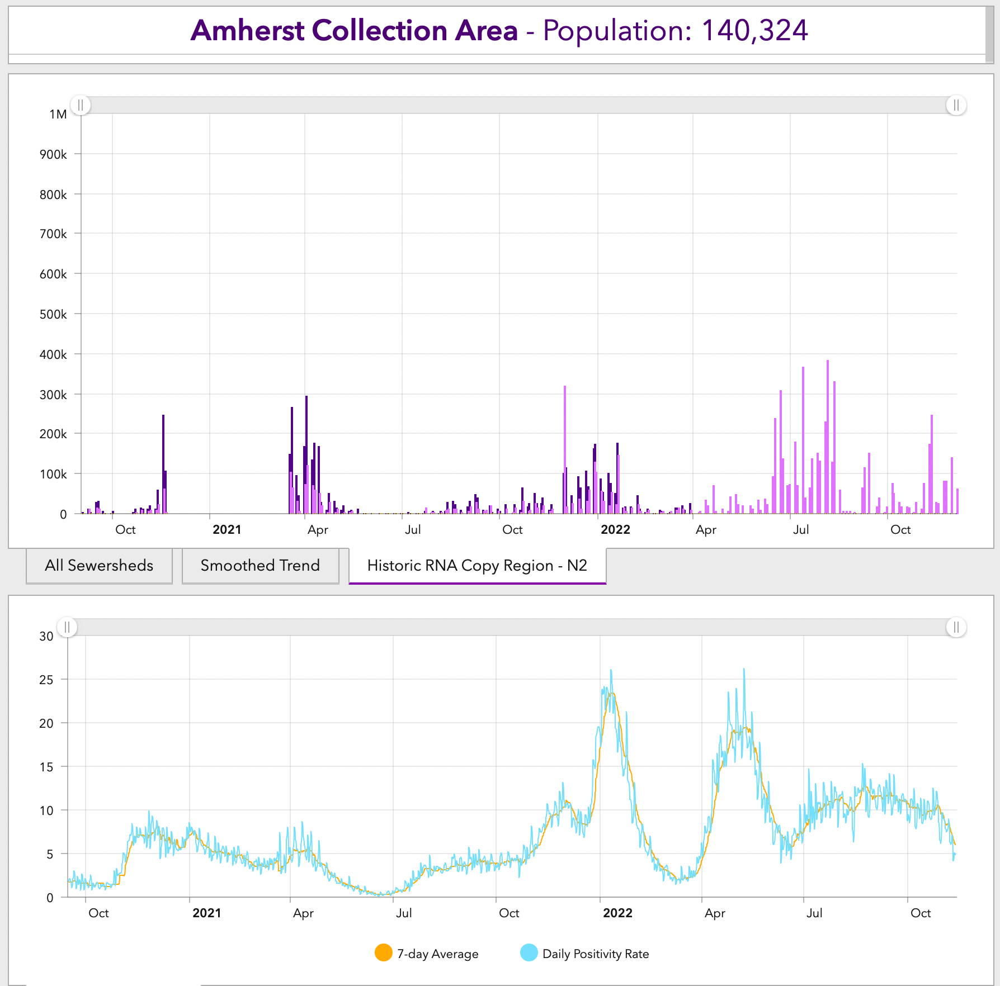 Amherst Collection Area - Population: 140,324
1M
900k
800k
700k
600k
500k
400k
300k
200k
100k
0
Oct 2021 Apr Jul Oct 2022 Apr Jul Oct
All Sewersheds Smoothed Trend Historic RNA Copy Region - N2
30
25
20
15
10
5
0
Oct 2021 Apr Jul Oct 2022 Apr Jul Oct
7-day Average Daily Positivity Rate